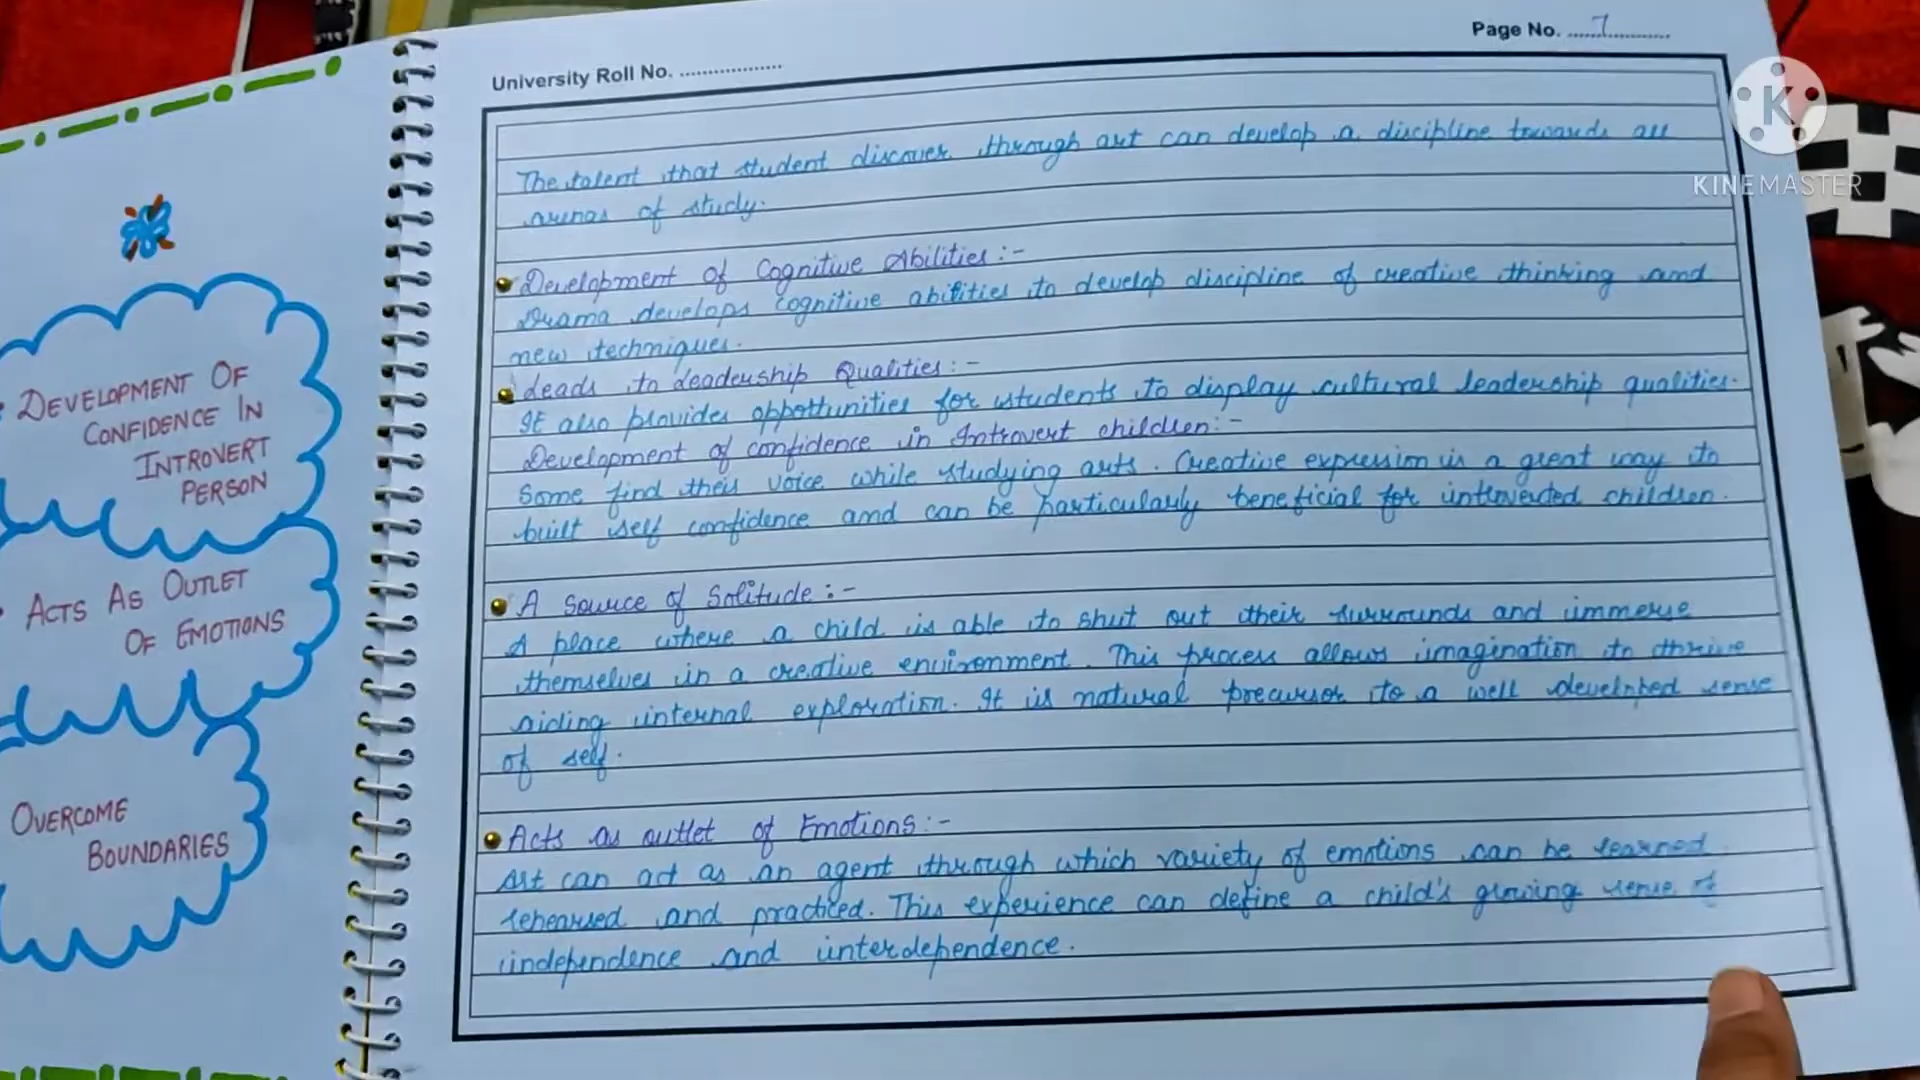 DEVELOPMENT OF
CONFIDENCE IN
INTROVERT
PERSON
ACTS AS OUTLET
OF EMOTIONS
OVERCOME
BOUNDARIES
University Roll No. ..................
Page No. ....7............
The talent that student discover through art can develop a discipline towards all
arenas of study.
Development of Cognitive Abilities :-
Drama develops cognitive abilities to develop discipline of creative thinking and
new techniques.
Leads to Leadership Qualities :-
It also provides oppottunities for students to display cultural leadership qualities.
Development of confidence in Introvert children :-
Some find their voice while studying arts. Creative expression is a great way to
built self confidence and can be particularly beneficial for introverted children.
A Source of Solitude :-
A place where a child is able to shut out their surrounds and immerse
themselves in a creative environment. This process allows imagination to thrive
aiding internal exploration. It is natural precursor to a well developed sense
of self.
Acts as outlet of Emotions :-
Art can act as an agent through which variety of emotions can be learned
rehearsed and practiced. This experience can define a child's growing sense of
independence and interdependence.
K
KINEMASTER